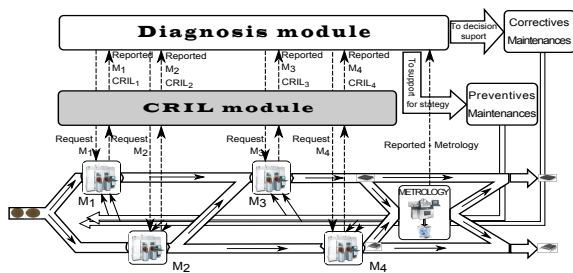 Diagnosis module
To decision
suport
Correctives
Maintenances
Reported
M1
CRIL1
Reported
M2
CRIL2
Reported
M3
CRIL3
Reported
M4
CRIL4
To support
for stategy
Preventives
Maintenances
CRIL module
Request
M1
Request
M2
Request
M3
Request
M4
Reported - Metrology
M1
M3
METROLOGY
M2
M4